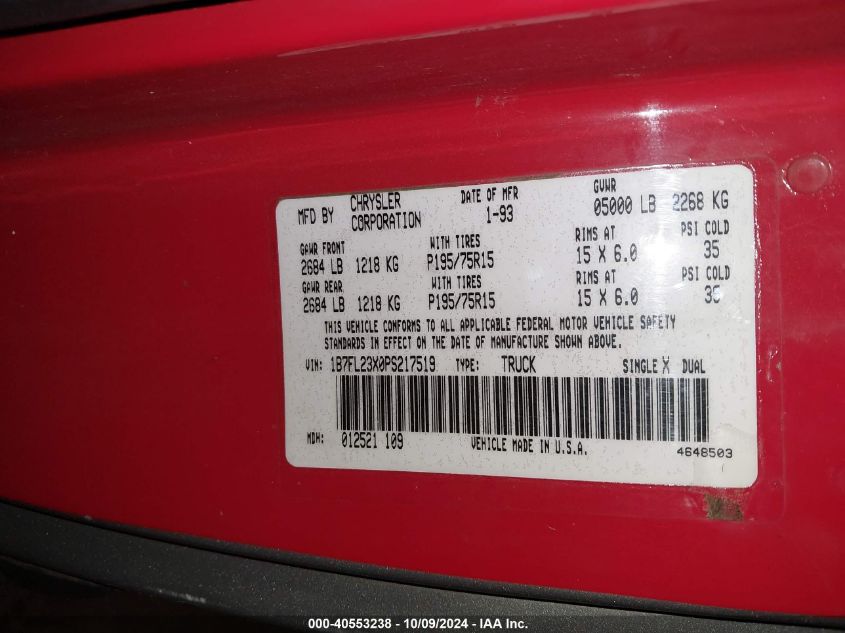 MFD BY CHRYSLER CORPORATION DATE OF MFR 1-93 GVWR 05000 LB 2268 KG
GAWR FRONT WITH TIRES RIMS AT PSI COLD
2684 LB 1218 KG P195/75R15 15 X 6.0 35
GAWR REAR WITH TIRES RIMS AT PSI COLD
2684 LB 1218 KG P195/75R15 15 X 6.0 35
THIS VEHICLE CONFORMS TO ALL APPLICABLE FEDERAL MOTOR VEHICLE SAFETY
STANDARDS IN EFFECT ON THE DATE OF MANUFACTURE SHOWN ABOVE.
VIN: 1B7FL23X0PS217519 TYPE: TRUCK SINGLE X DUAL
MDH: 012521 109 VEHICLE MADE IN U.S.A. 4648503
000-40553238 - 10/09/2024 - IAA Inc.